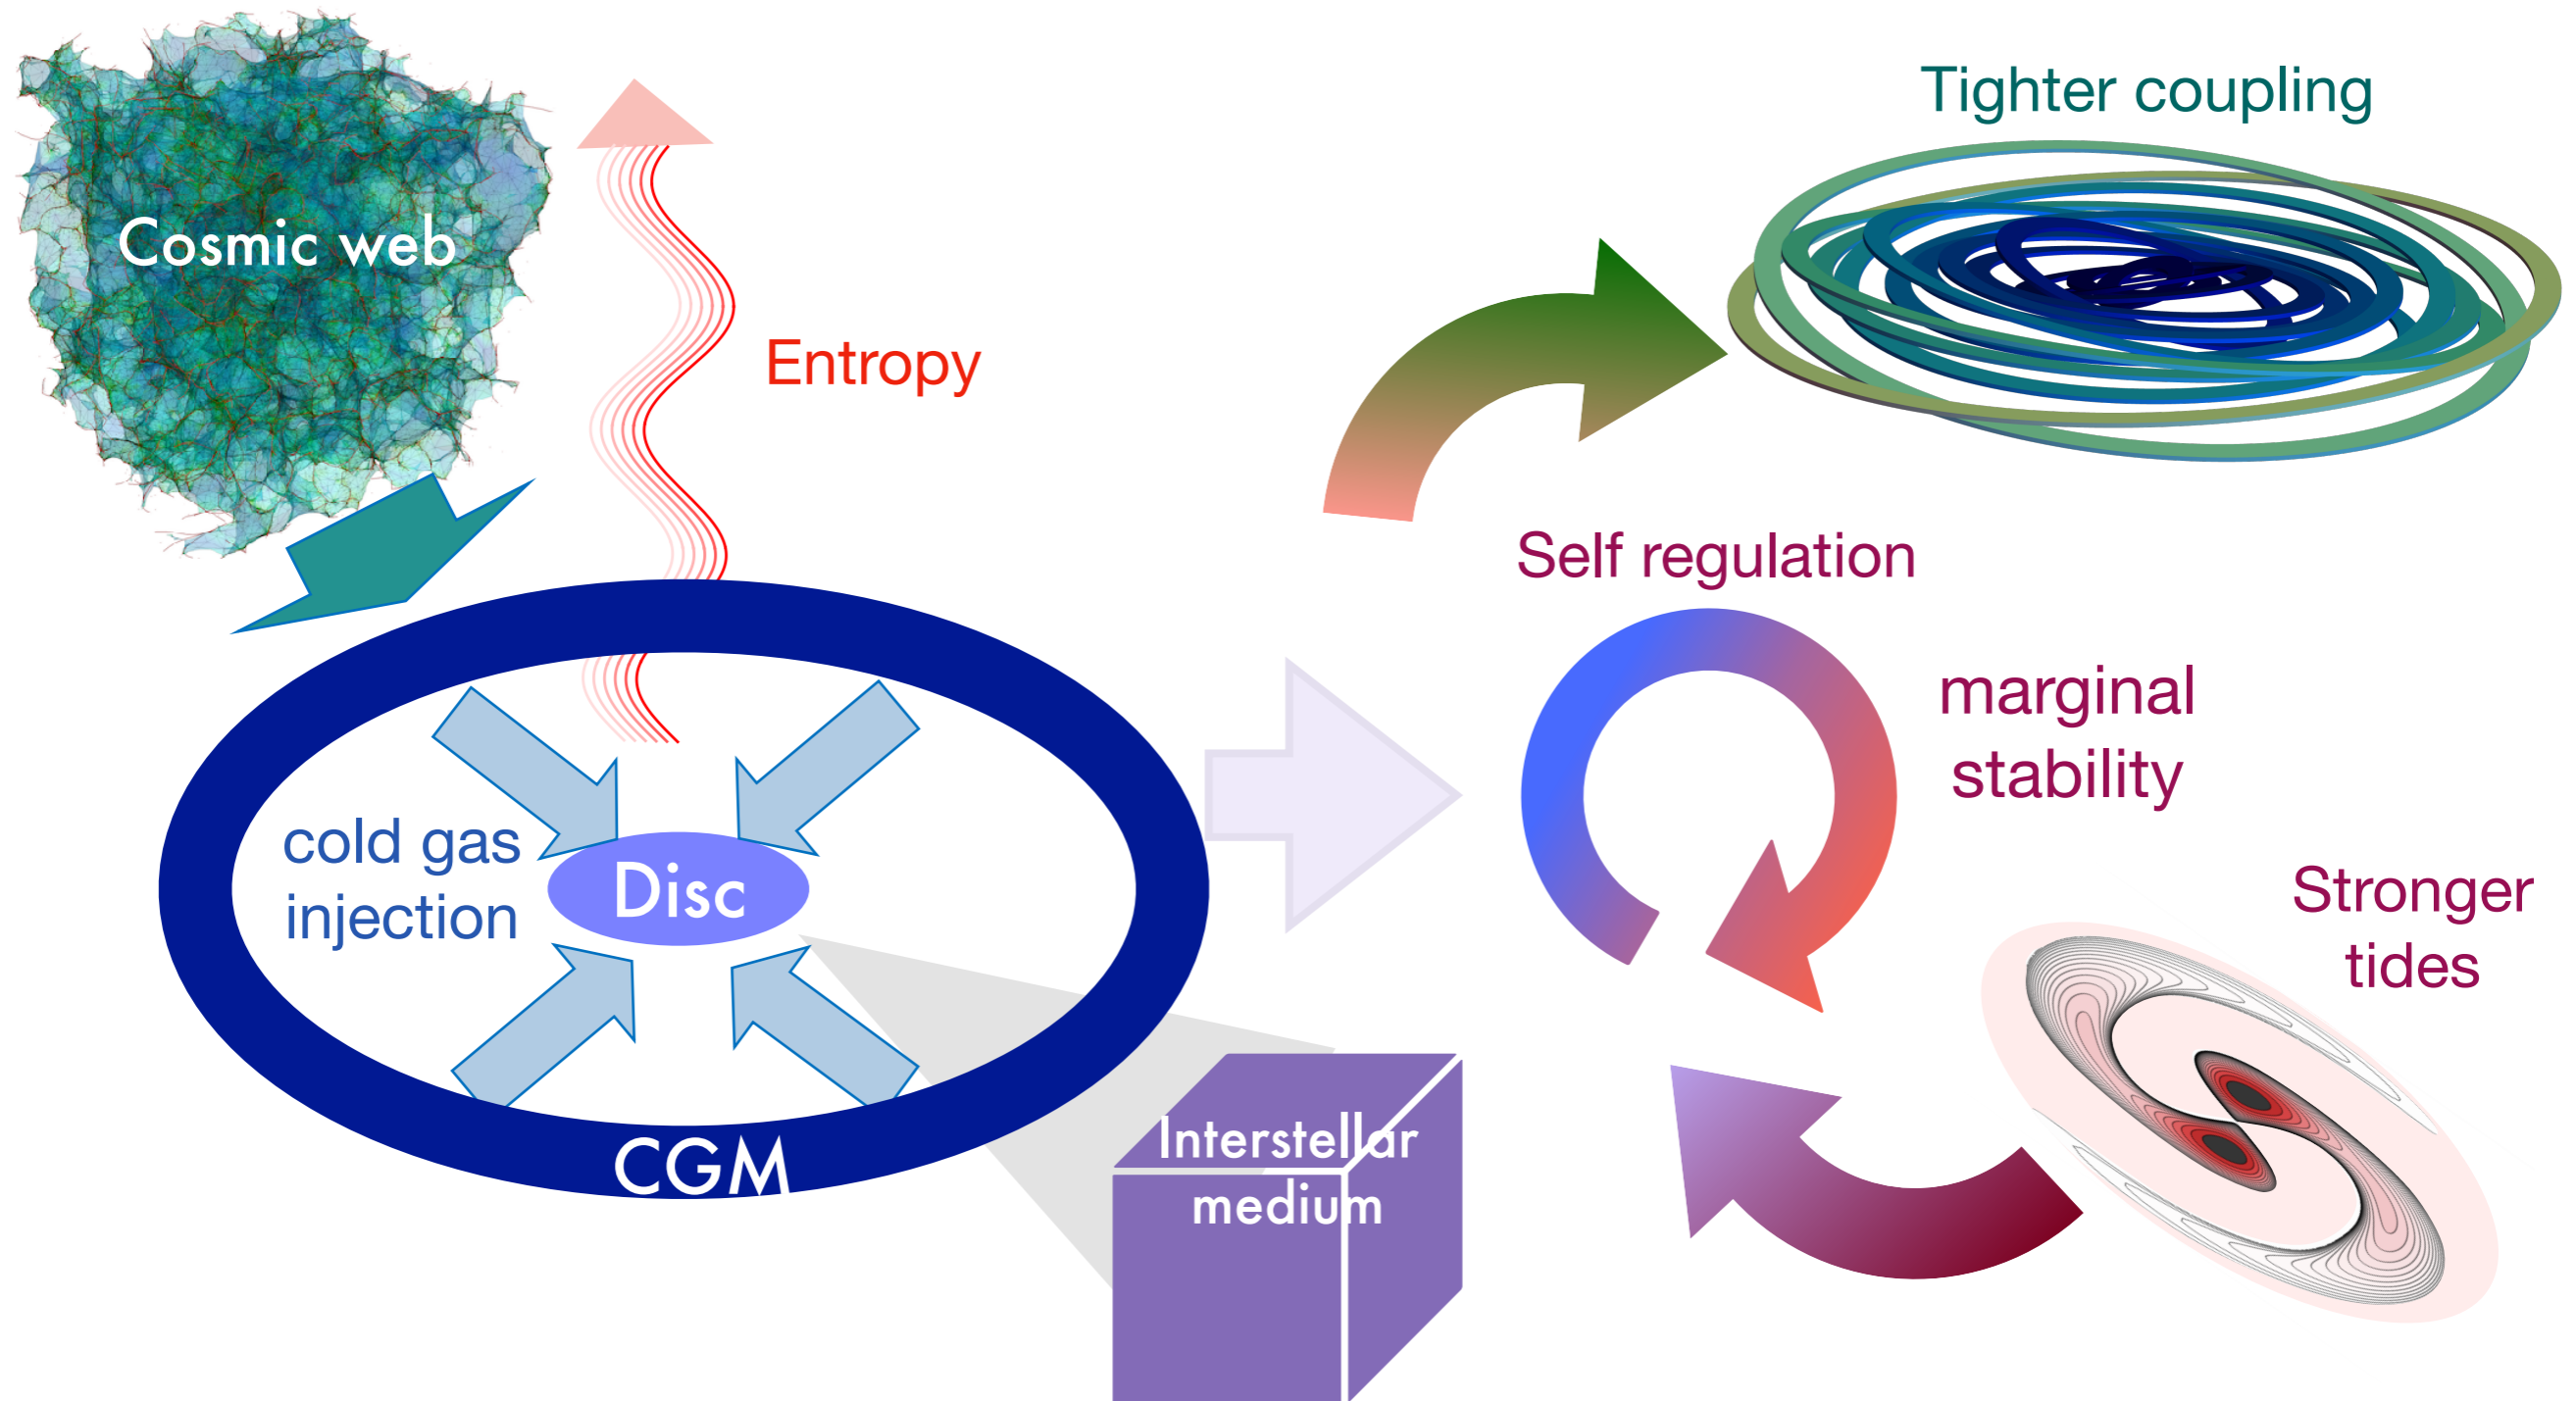 Cosmic web
Entropy
cold gas
injection
Disc
CGM
Interstellar
medium
Tighter coupling
Self regulation
marginal
stability
Stronger
tides